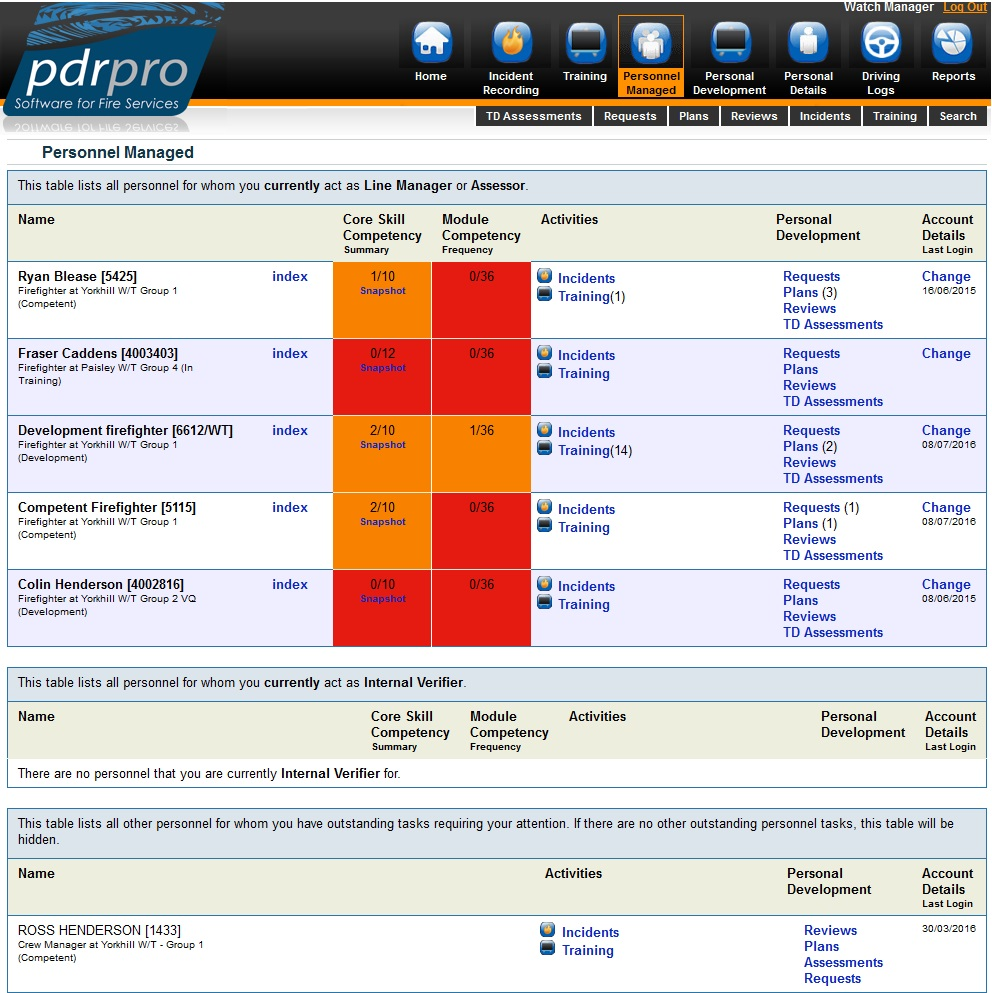 Watch Manager Log Out
pdrpro
Software for Fire Services
Home
Incident Recording
Training
Personnel Managed
Personal Development
Personal Details
Driving Logs
Reports
TD Assessments Requests Plans Reviews Incidents Training Search
Personnel Managed
This table lists all personnel for whom you currently act as Line Manager or Assessor.
Name
Core Skill Competency
Summary
Module Competency
Frequency
Activities
Personal Development
Account Details
Last Login
Ryan Blease [5425]
Firefighter at Yorkhill W/T Group 1
(Competent)
index
1/10
Snapshot
0/36
Incidents
Training(1)
Requests
Plans (3)
Reviews
TD Assessments
Change
16/06/2015
Fraser Caddens [4003403]
Firefighter at Paisley W/T Group 4 (In
Training)
index
0/12
Snapshot
0/36
Incidents
Training
Requests
Plans
Reviews
TD Assessments
Change
Development firefighter [6612/WT]
Firefighter at Yorkhill W/T Group 1
(Development)
index
2/10
Snapshot
1/36
Incidents
Training(14)
Requests
Plans (2)
Reviews
TD Assessments
Change
08/07/2016
Competent Firefighter [5115]
Firefighter at Yorkhill W/T Group 1
(Competent)
index
2/10
Snapshot
0/36
Incidents
Training
Requests (1)
Plans (1)
Reviews
TD Assessments
Change
08/07/2016
Colin Henderson [4002816]
Firefighter at Yorkhill W/T Group 2 VQ
(Development)
index
0/10
Snapshot
0/36
Incidents
Training
Requests
Plans
Reviews
TD Assessments
Change
08/06/2015
This table lists all personnel for whom you currently act as Internal Verifier.
Name
Core Skill Competency
Summary
Module Competency
Frequency
Activities
Personal Development
Account Details
Last Login
There are no personnel that you are currently Internal Verifier for.
This table lists all other personnel for whom you have outstanding tasks requiring your attention. If there are no other outstanding personnel tasks, this table will be
hidden.
Name
Activities
Personal Development
Account Details
Last Login
ROSS HENDERSON [1433]
Crew Manager at Yorkhill W/T - Group 1
(Competent)
Incidents
Training
Reviews
Plans
Assessments
Requests
30/03/2016